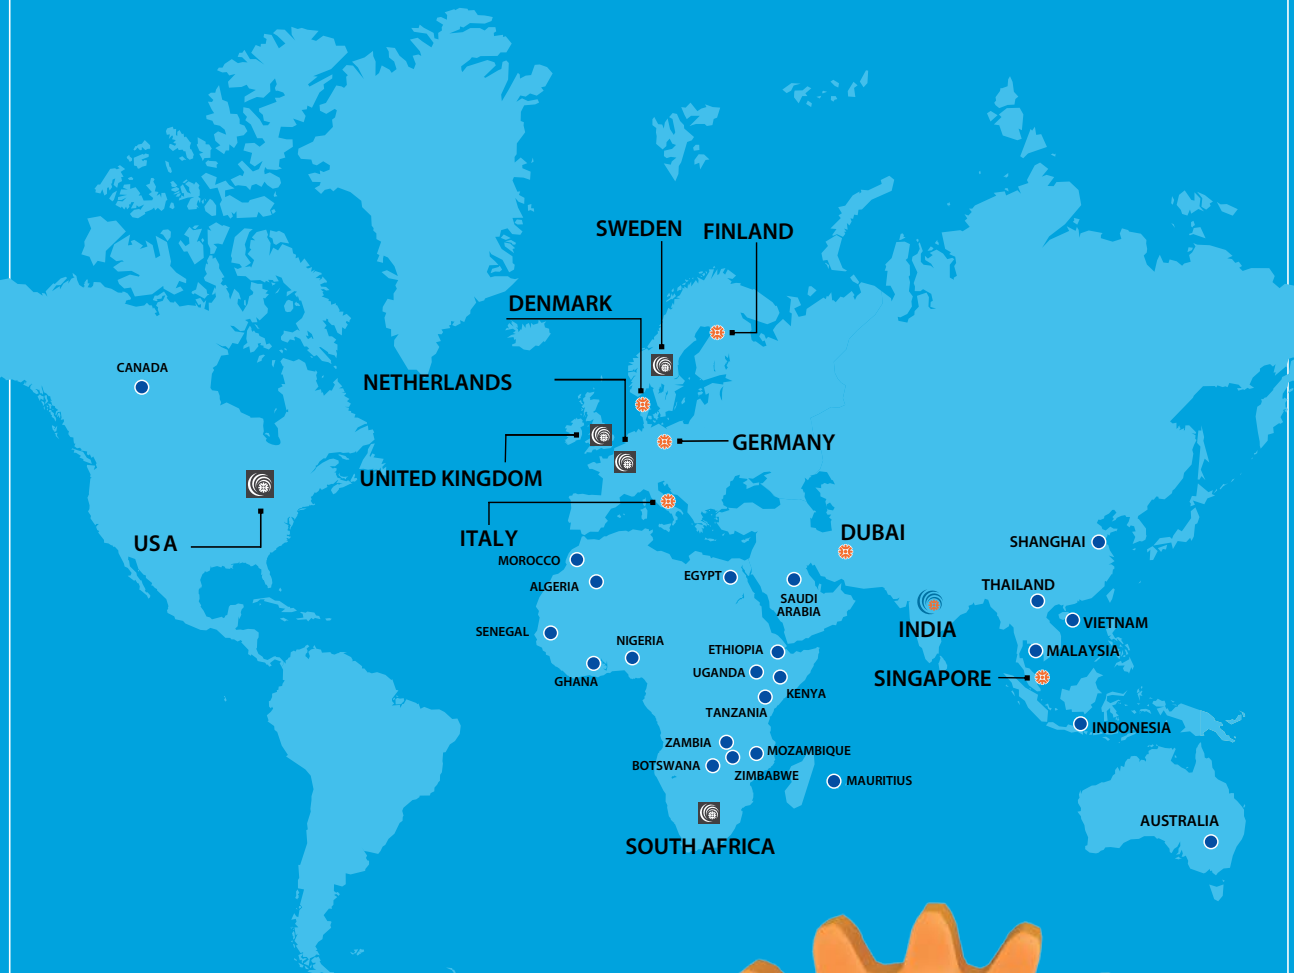 SWEDEN
FINLAND
DENMARK
CANADA
NETHERLANDS
GERMANY
UNITED KINGDOM
USA
ITALY
DUBAI
SHANGHAI
MOROCCO
ALGERIA
EGYPT
SAUDI
ARABIA
THAILAND
INDIA
VIETNAM
SENEGAL
NIGERIA
ETHIOPIA
MALAYSIA
GHANA
UGANDA
SINGAPORE
KENYA
TANZANIA
INDONESIA
ZAMBIA
MOZAMBIQUE
BOTSWANA
ZIMBABWE
MAURITIUS
AUSTRALIA
SOUTH AFRICA